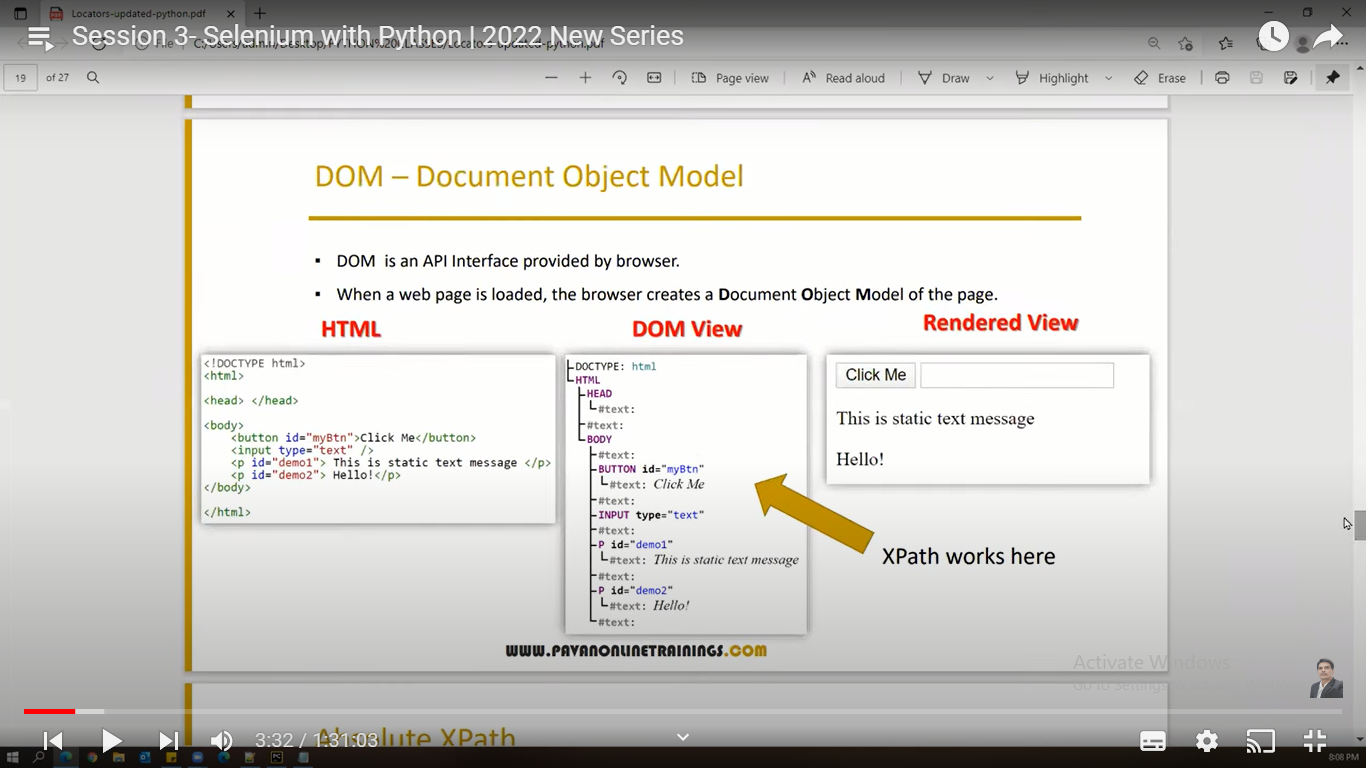 Locators-updated-python.pdf
Session 3- Selenium with Python | 2022 New Series
19 of 27 Page view Read aloud Draw Highlight Erase
DOM – Document Object Model
▪ DOM is an API Interface provided by browser.
▪ When a web page is loaded, the browser creates a Document Object Model of the page.
HTML
<!DOCTYPE html>
<html>
<head> </head>
<body>
<button id="myBtn">Click Me</button>
<input type="text" />
<p id="demo1"> This is static text message </p>
<p id="demo2"> Hello!</p>
</body>
</html>
DOM View
DOCTYPE: html
HTML
HEAD
#text:
#text:
BODY
#text:
BUTTON id="myBtn"
#text: Click Me
#text:
INPUT type="text"
#text:
P id="demo1"
#text: This is static text message
#text:
P id="demo2"
#text: Hello!
#text:
Rendered View
Click Me
This is static text message
Hello!
XPath works here
www.PAVANONLINETRAININGS.COM
Activate Windows
Absolute XPath
3:32 / 1:31:03
8:08 PM